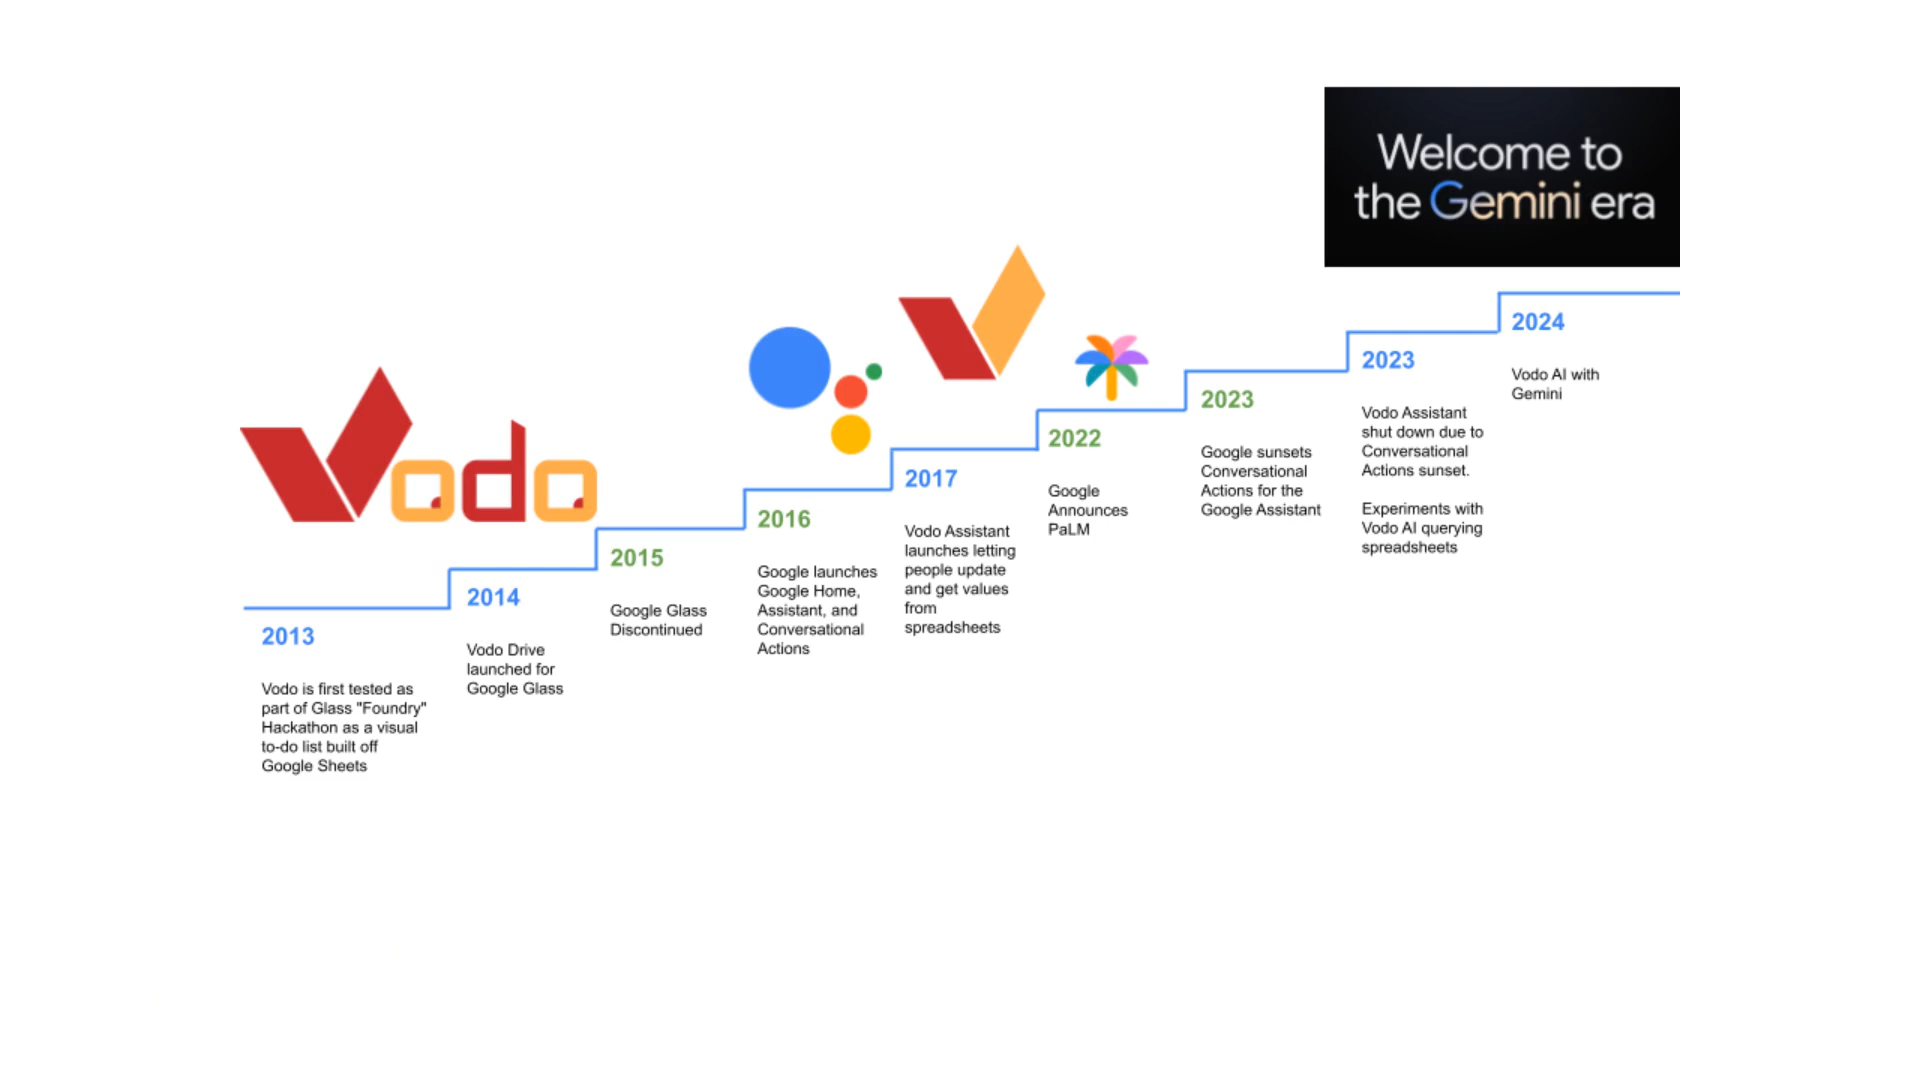 Welcome to
the Gemini era
Vodo
2013
Vodo is first tested as
part of Glass "Foundry"
Hackathon as a visual
to-do list built off
Google Sheets
2014
Vodo Drive
launched for
Google Glass
2015
Google Glass
Discontinued
2016
Google launches
Google Home,
Assistant, and
Conversational
Actions
2017
Vodo Assistant
launches letting
people update
and get values
from
spreadsheets
2022
Google
Announces
PaLM
2023
Google sunsets
Conversational
Actions for the
Google Assistant
2023
Vodo Assistant
shut down due to
Conversational
Actions sunset.
Experiments with
Vodo AI querying
spreadsheets
2024
Vodo AI with
Gemini